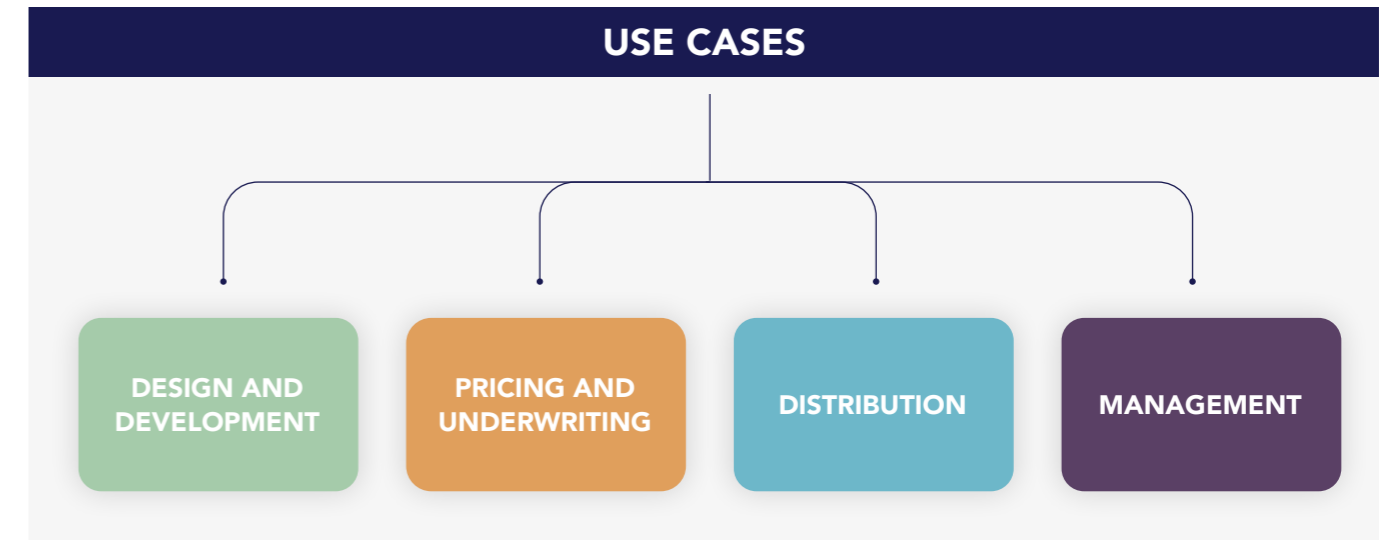 USE CASES
DESIGN AND
DEVELOPMENT
PRICING AND
UNDERWRITING
DISTRIBUTION
MANAGEMENT